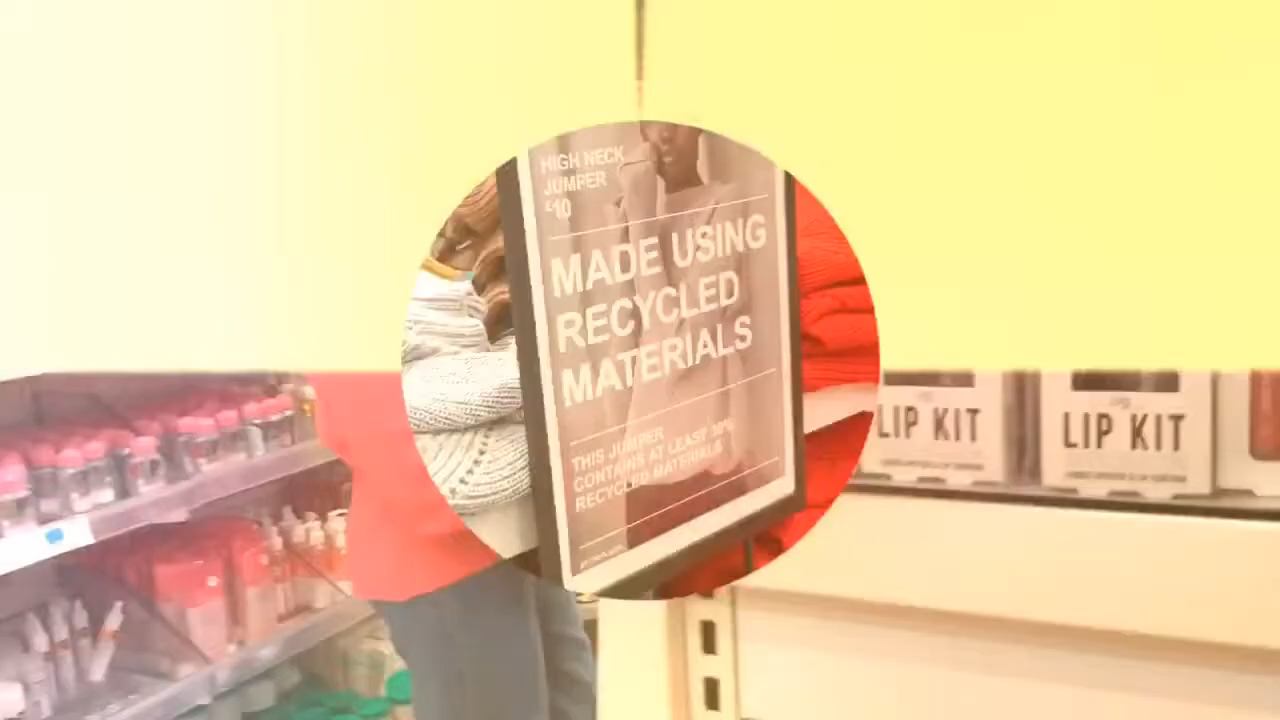 HIGH NECK
JUMPER
£10
MADE USING
RECYCLED
MATERIALS
THIS JUMPER
CONTAINS AT LEAST 30%
RECYCLED MATERIALS
LIP KIT
LIP KIT